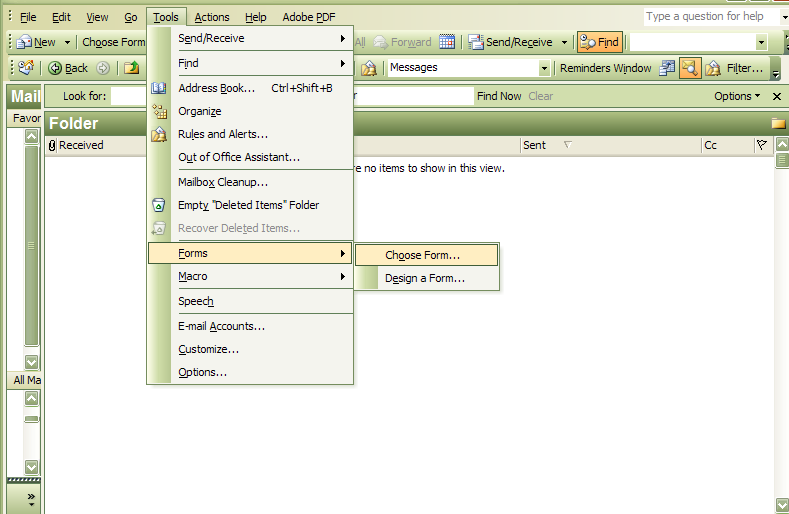 File Edit View Go Tools Actions Help Adobe PDF Type a question for help
New Choose Form All Forward Send/Receive Find
Back Messages Reminders Window Filter...
Mail Look for: Find Now Clear Options
Favor Folder
Received Sent Cc
re no items to show in this view.
Send/Receive
Find
Address Book... Ctrl+Shift+B
Organize
Rules and Alerts...
Out of Office Assistant...
Mailbox Cleanup...
Empty "Deleted Items" Folder
Recover Deleted Items...
Forms Choose Form...
Macro Design a Form...
Speech
E-mail Accounts...
Customize...
Options...
All Ma